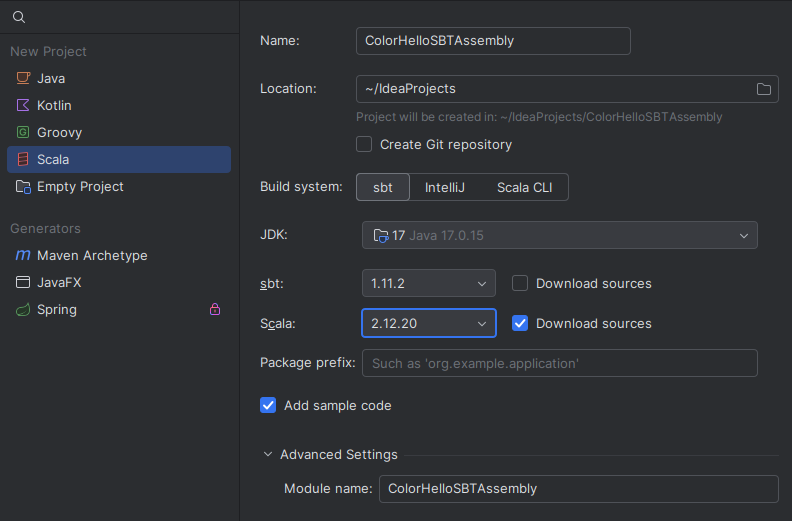 New Project
Java
Kotlin
Groovy
Scala
Empty Project
Generators
Maven Archetype
JavaFX
Spring
Name: ColorHelloSBTAssembly
Location: ~/IdeaProjects
Project will be created in: ~/IdeaProjects/ColorHelloSBTAssembly
Create Git repository
Build system: sbt IntelliJ Scala CLI
JDK: 17 Java 17.0.15
sbt: 1.11.2 Download sources
Scala: 2.12.20 Download sources
Package prefix: Such as 'org.example.application'
Add sample code
Advanced Settings
Module name: ColorHelloSBTAssembly